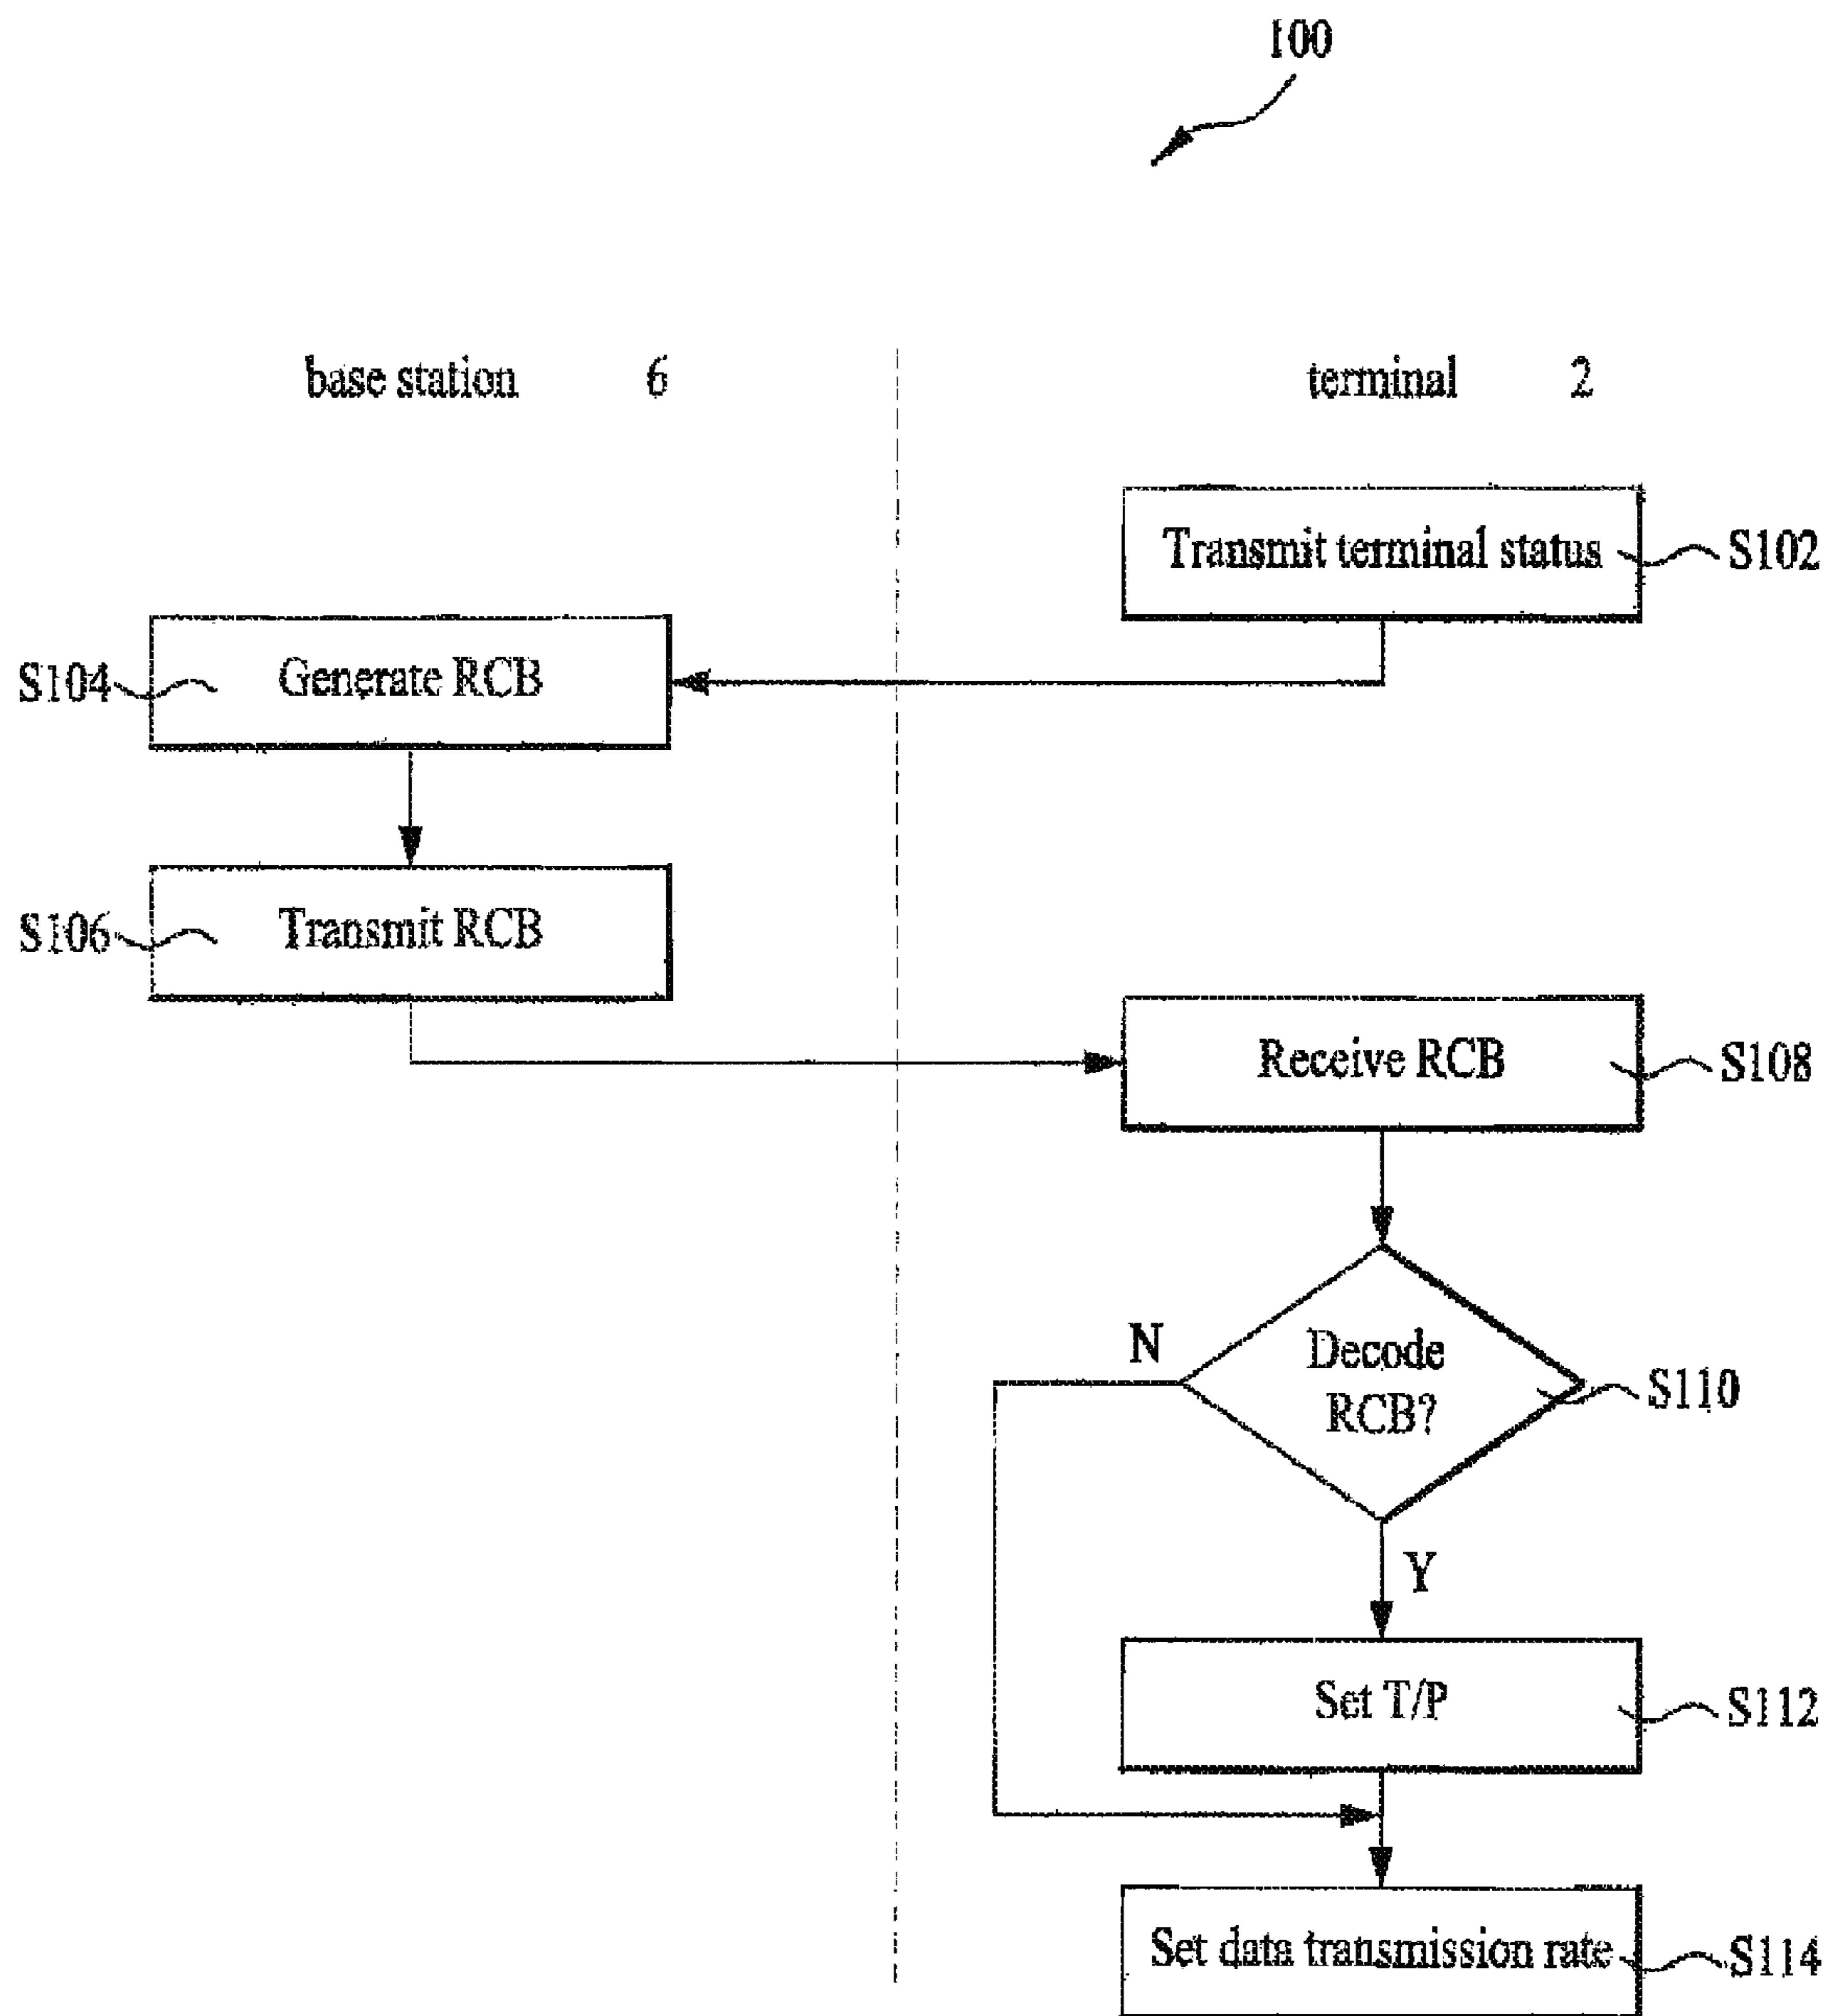 100
base station 6
terminal 2
Transmit terminal status
S102
S104
Generate RCB
S106
Transmit RCB
Receive RCB
S108
N
Decode
RCB?
S110
Y
Set T/P
S112
Set data transmission rate
S114